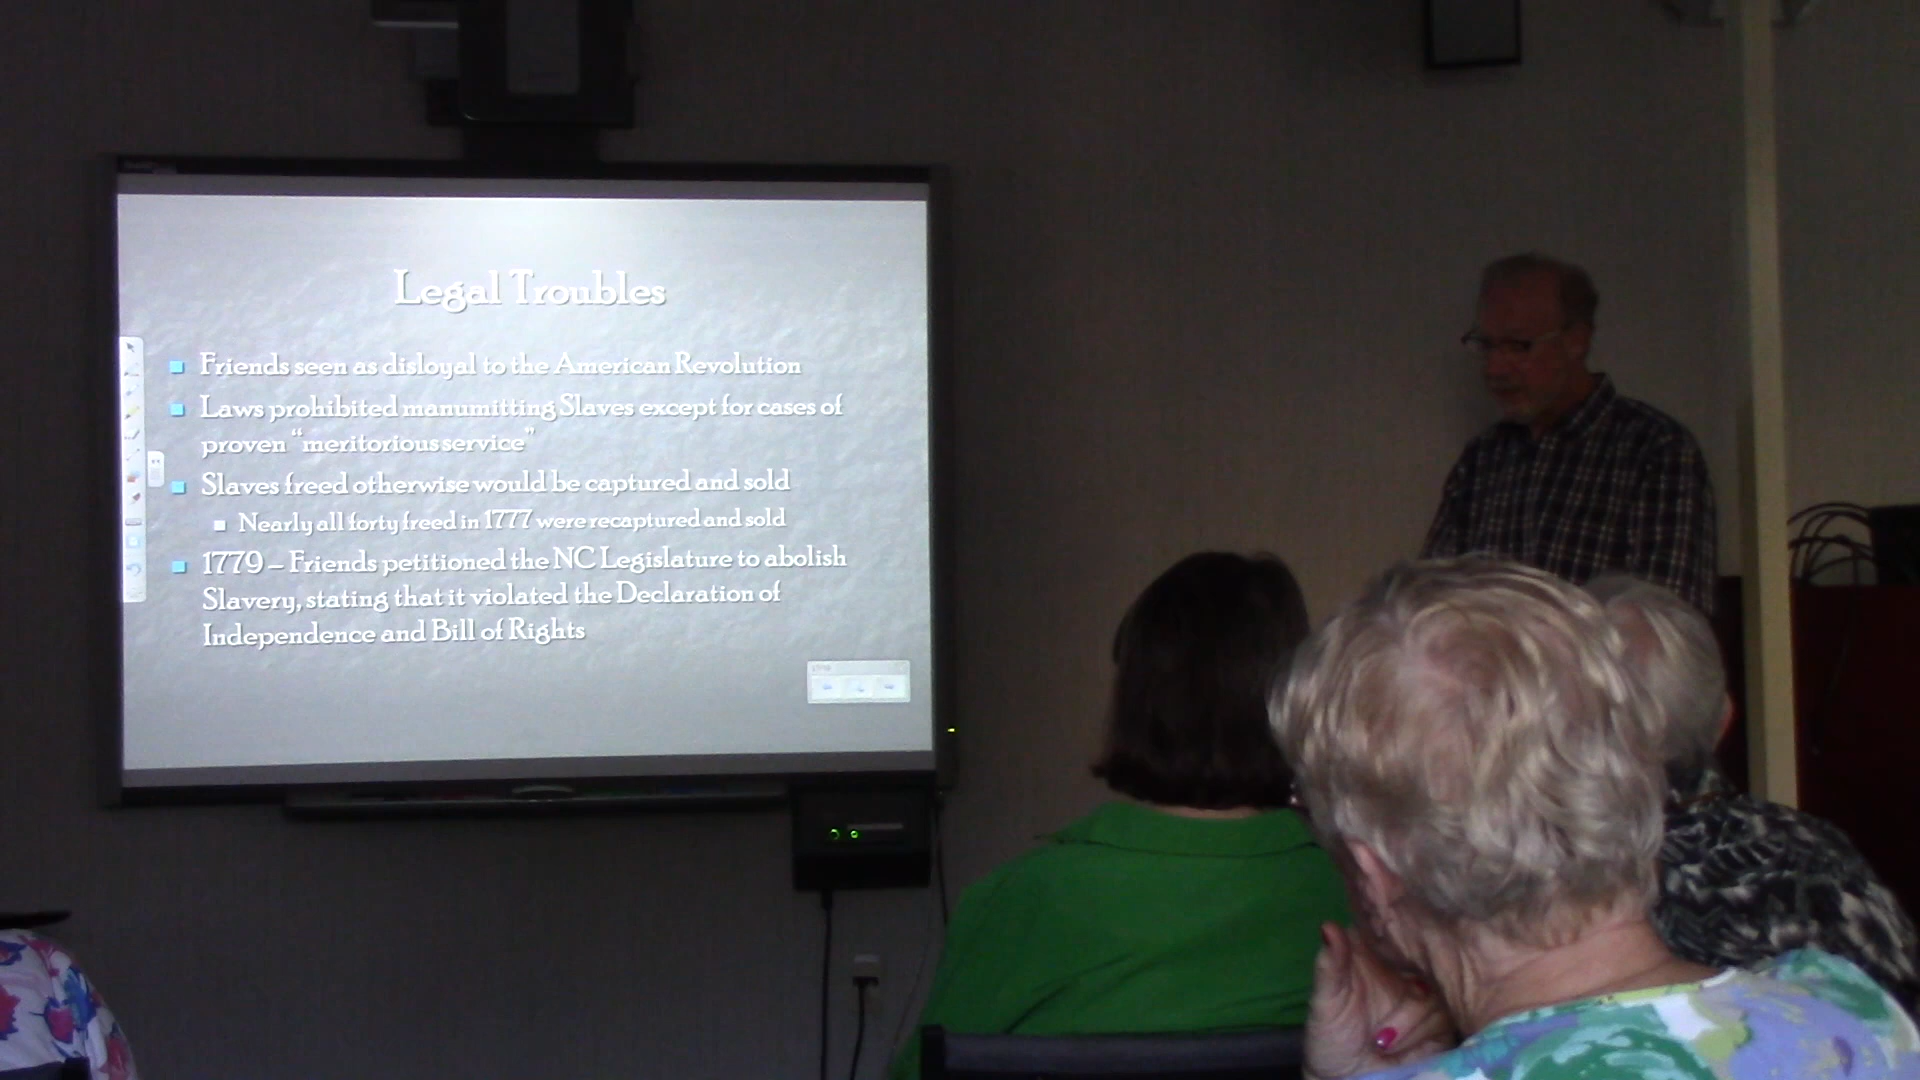 Legal Troubles
Friends seen as disloyal to the American Revolution
Laws prohibited manumitting Slaves except for cases of
proven “meritorious service”
Slaves freed otherwise would be captured and sold
Nearly all forty freed in 1777 were recaptured and sold
1779 – Friends petitioned the NC Legislature to abolish
Slavery, stating that it violated the Declaration of
Independence and Bill of Rights